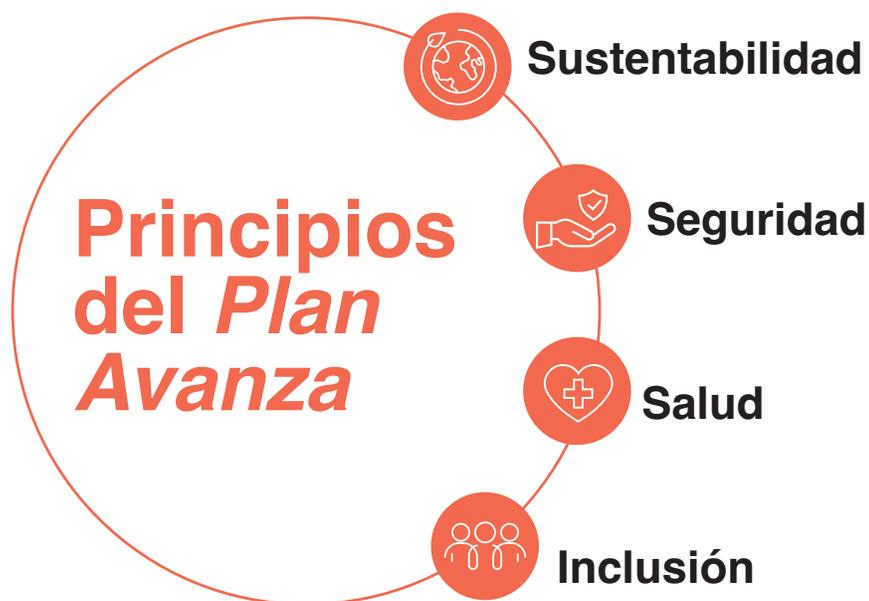 Principios
del Plan
Avanza
Sustentabilidad
Seguridad
Salud
Inclusión